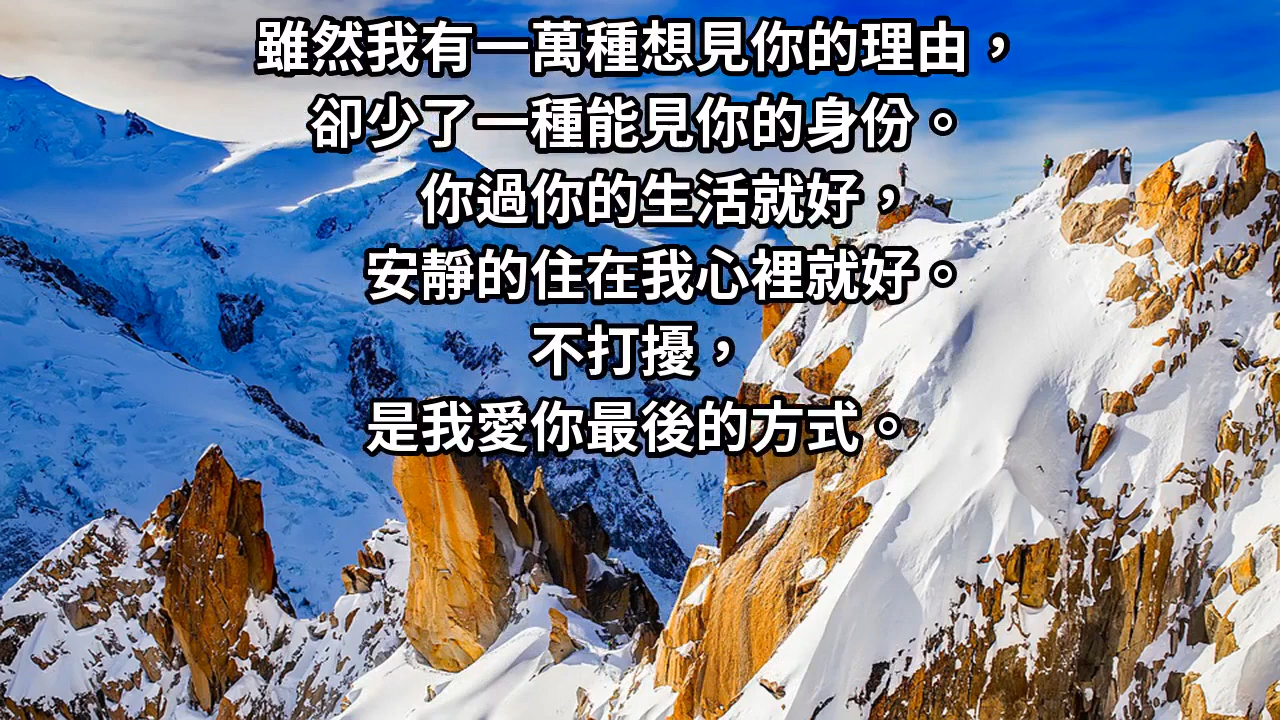 雖然我有一萬種想見你的理由，
卻少了一種能見你的身份。
你過你的生活就好，
安靜的住在我心裡就好。
不打擾，
是我愛你最後的方式。